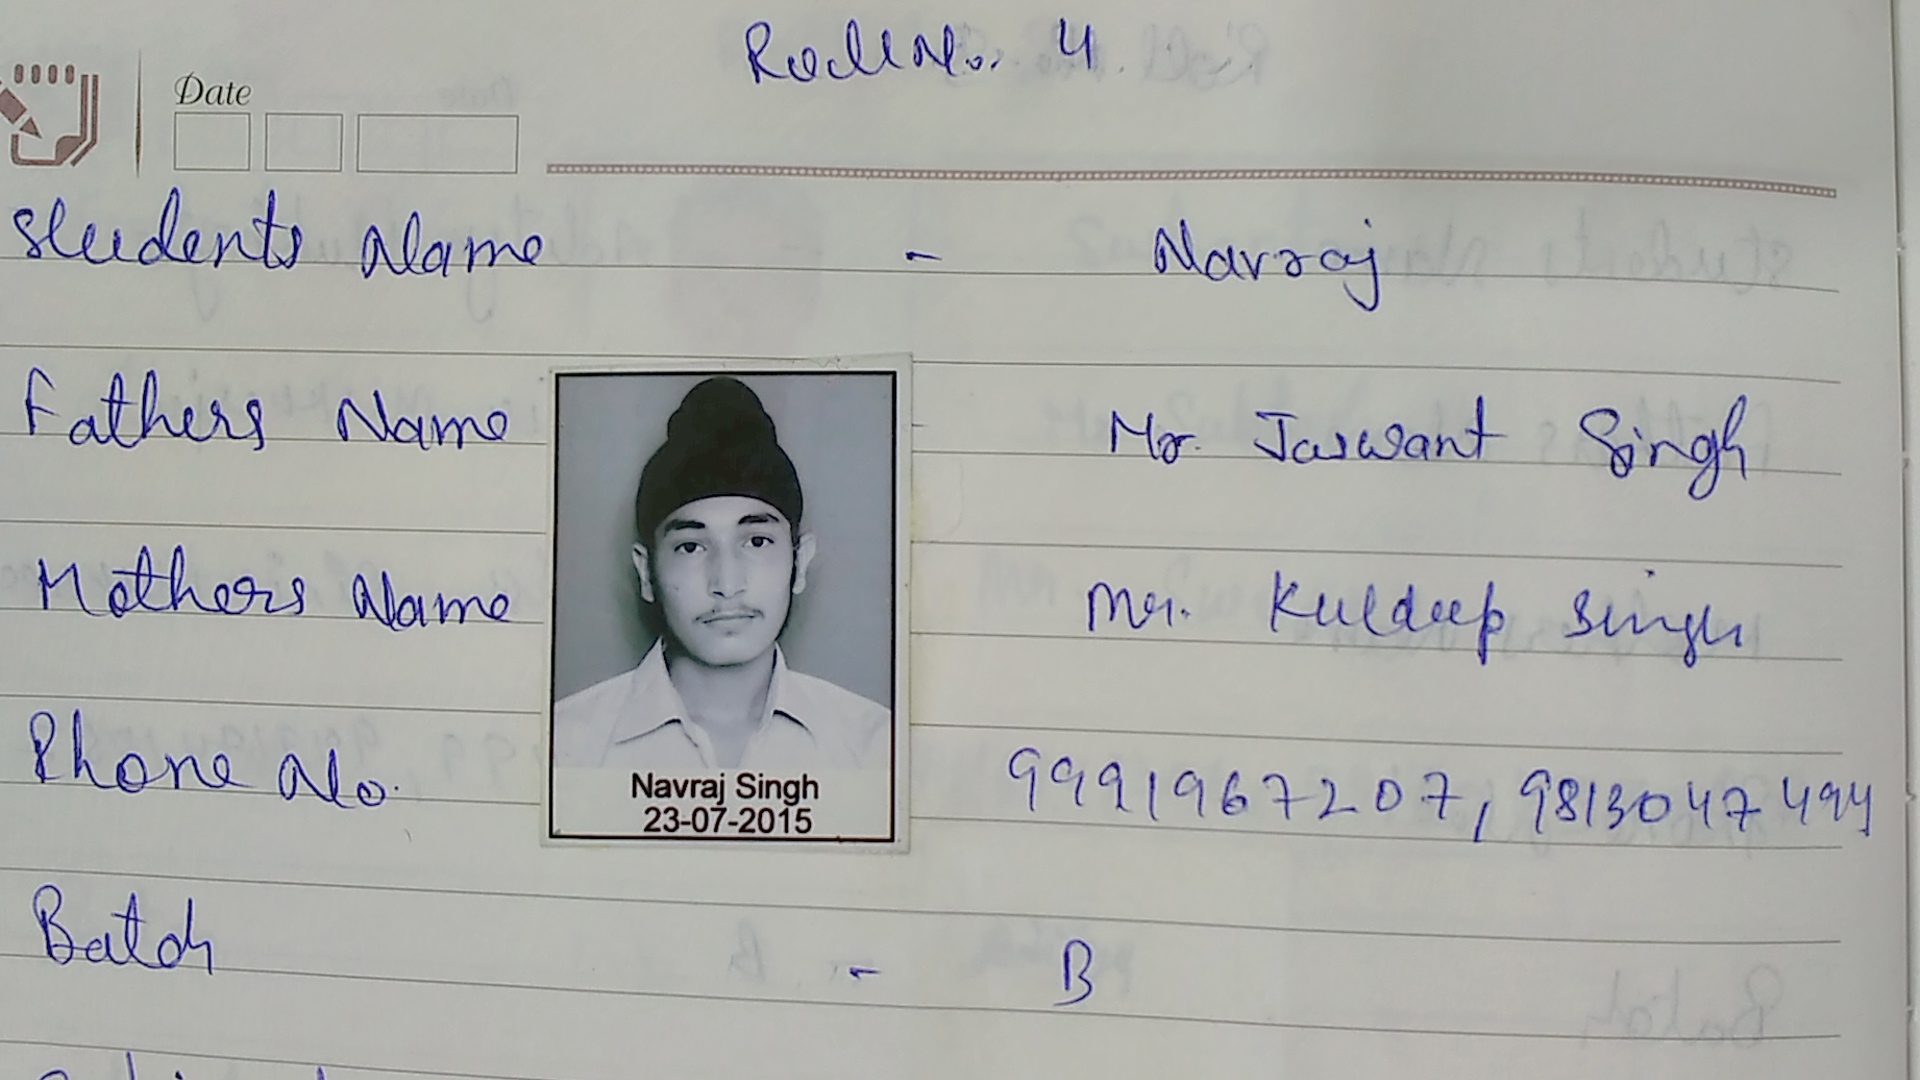 Roll No. 4
Date
Students Name - Navraj
Fathers Name Mr. Jaswant Singh
Mothers Name Mr. Kuldeep Singh
Phone No. 9991967207, 9813047494
Navraj Singh
23-07-2015
Batch - B